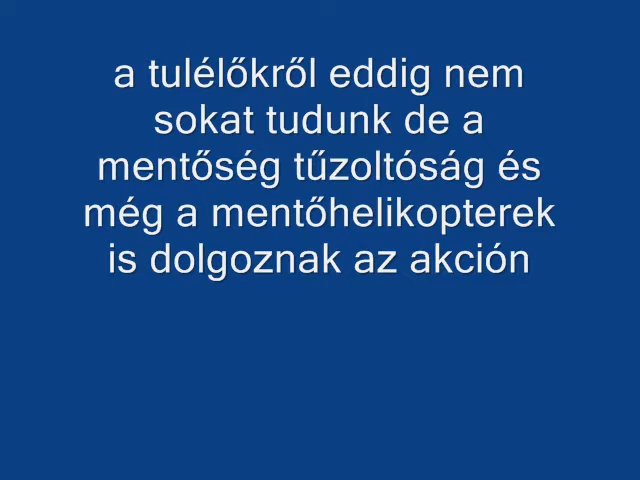 a tulélőkről eddig nem
sokat tudunk de a
mentőség tűzoltóság és
még a mentőhelikopterek
is dolgoznak az akción